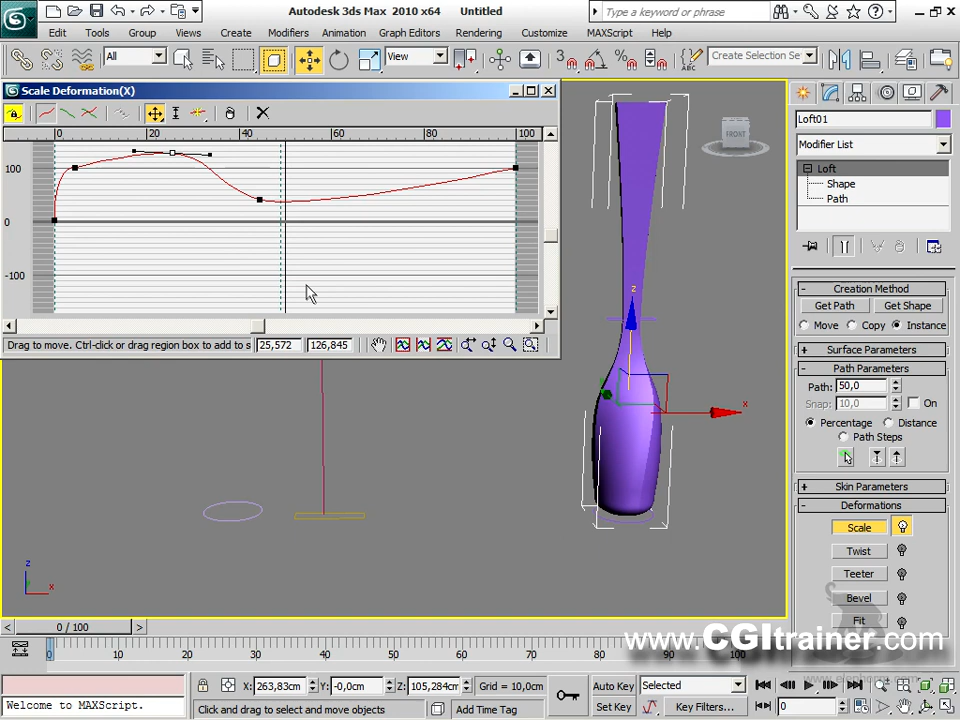 Autodesk 3ds Max 2010 x64 Untitled
Type a keyword or phrase
Edit Tools Group Views Create Modifiers Animation Graph Editors Rendering Customize MAXScript Help
All View Create Selection Se
Scale Deformation(X)
0 20 40 60 80 100
100
0
-100
Drag to move. Ctrl-click or drag region box to add to s 25,572 126,845
FRONT
z
x
z
x
Loft01
Modifier List
Loft
Shape
Path
- Creation Method
Get Path Get Shape
Move Copy Instance
+ Surface Parameters
- Path Parameters
Path: 50,0
Snap: 10,0 On
Percentage Distance
Path Steps
+ Skin Parameters
- Deformations
Scale
Twist
Teeter
Bevel
Fit
www.CGItrainer.com
< 0 / 100 >
0 10 20 30 40 50 60 70 80 90 100
X: 263,83cm Y: -0,0cm Z: 105,284cm Grid = 10,0cm Auto Key Selected
Welcome to MAXScript. Click and drag to select and move objects Add Time Tag Set Key Key Filters... 0